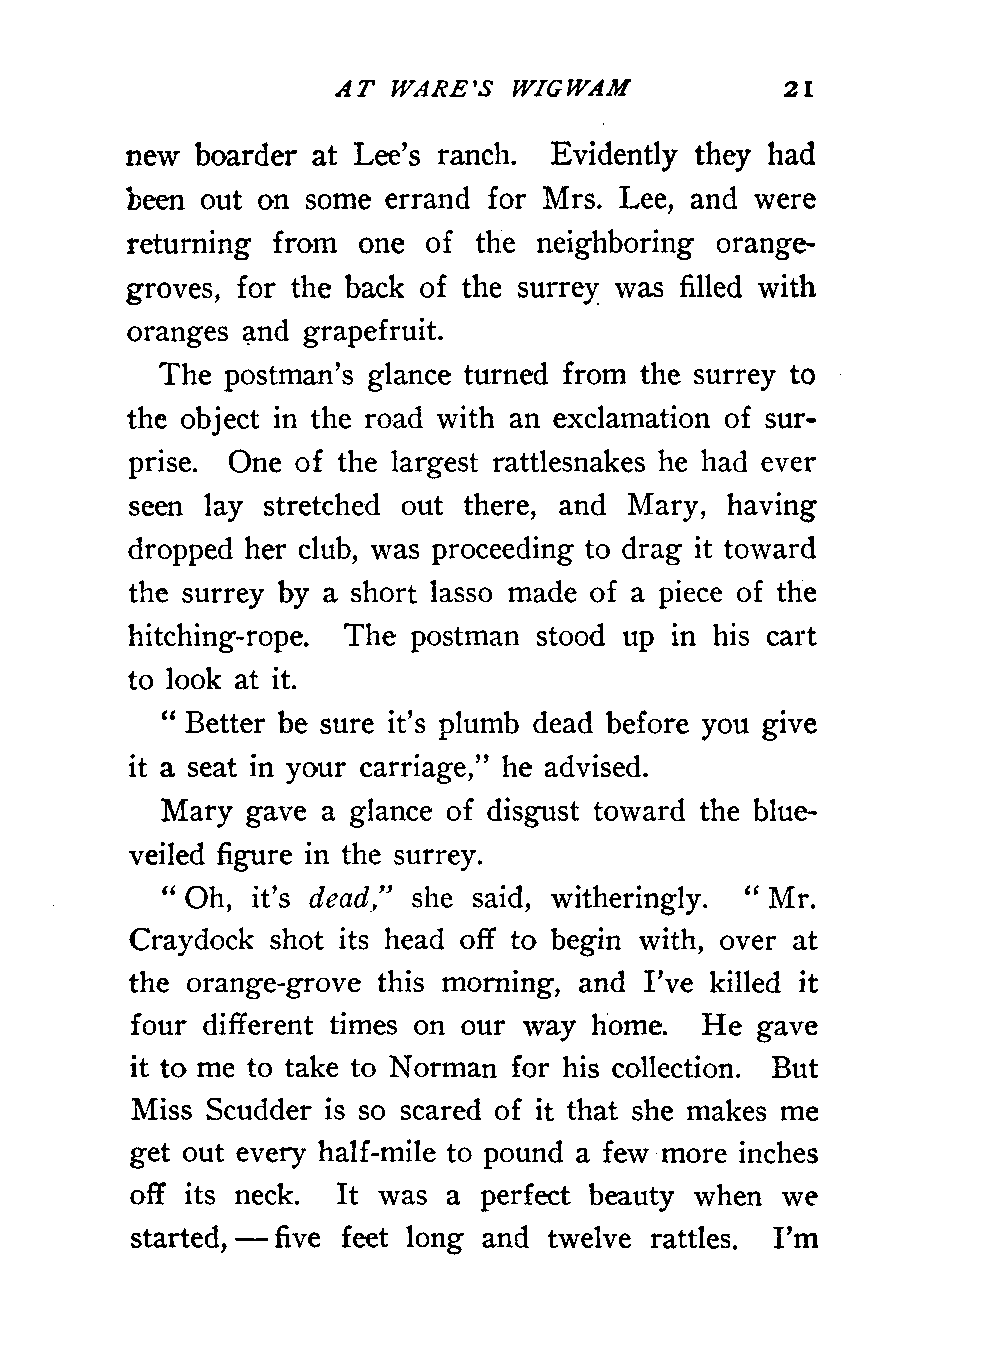 AT WARE'S WIGWAM 21
new boarder at Lee's ranch. Evidently they had
been out on some errand for Mrs. Lee, and were
returning from one of the neighboring orange-
groves, for the back of the surrey was filled with
oranges and grapefruit.
The postman's glance turned from the surrey to
the object in the road with an exclamation of sur-
prise. One of the largest rattlesnakes he had ever
seen lay stretched out there, and Mary, having
dropped her club, was proceeding to drag it toward
the surrey by a short lasso made of a piece of the
hitching-rope. The postman stood up in his cart
to look at it.
" Better be sure it's plumb dead before you give
it a seat in your carriage," he advised.
Mary gave a glance of disgust toward the blue-
veiled figure in the surrey.
" Oh, it's dead," she said, witheringly. " Mr.
Craydock shot its head off to begin with, over at
the orange-grove this morning, and I've killed it
four different times on our way home. He gave
it to me to take to Norman for his collection. But
Miss Scudder is so scared of it that she makes me
get out every half-mile to pound a few more inches
off its neck. It was a perfect beauty when we
started, — five feet long and twelve rattles. I'm